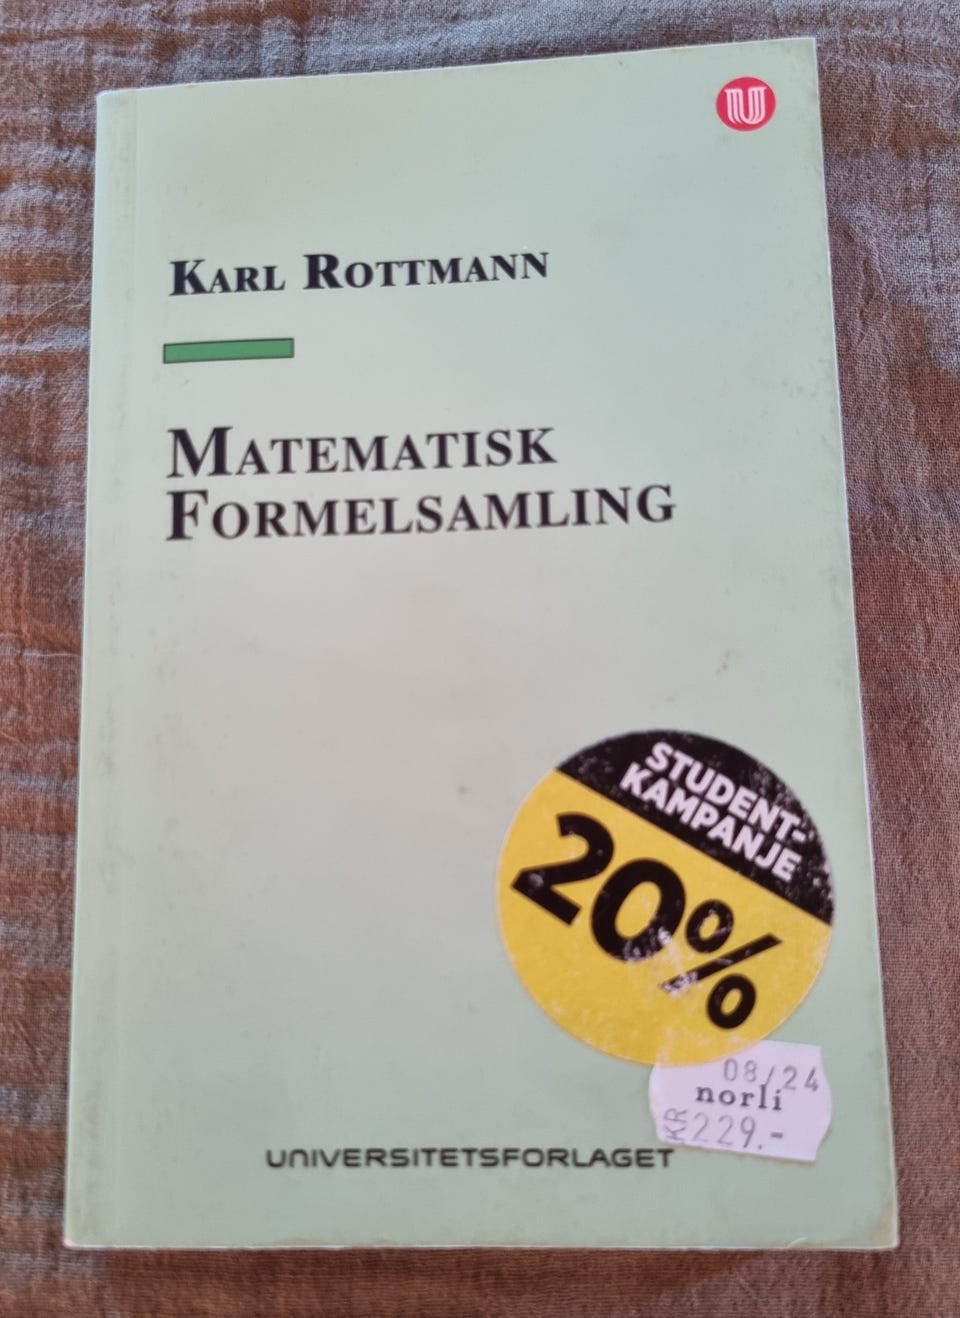 U
KARL ROTTMANN
MATEMATISK
FORMELSAMLING
STUDENT-
KAMPANJE
20%
08/24
norli
KR 229.-
UNIVERSITETSFORLAGET